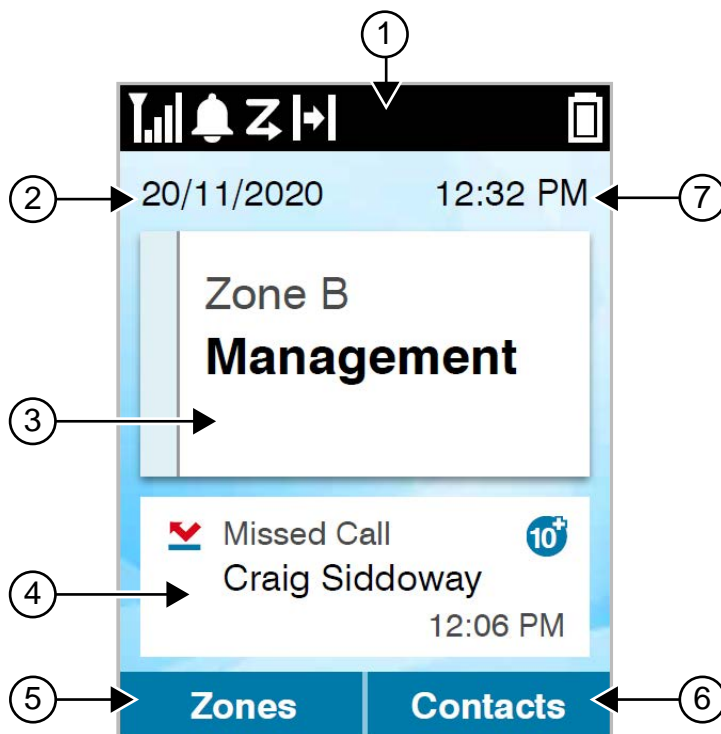 1
2
20/11/2020 12:32 PM
7
Zone B
Management
3
Missed Call 10+
Craig Siddoway
4
12:06 PM
5
Zones Contacts
6